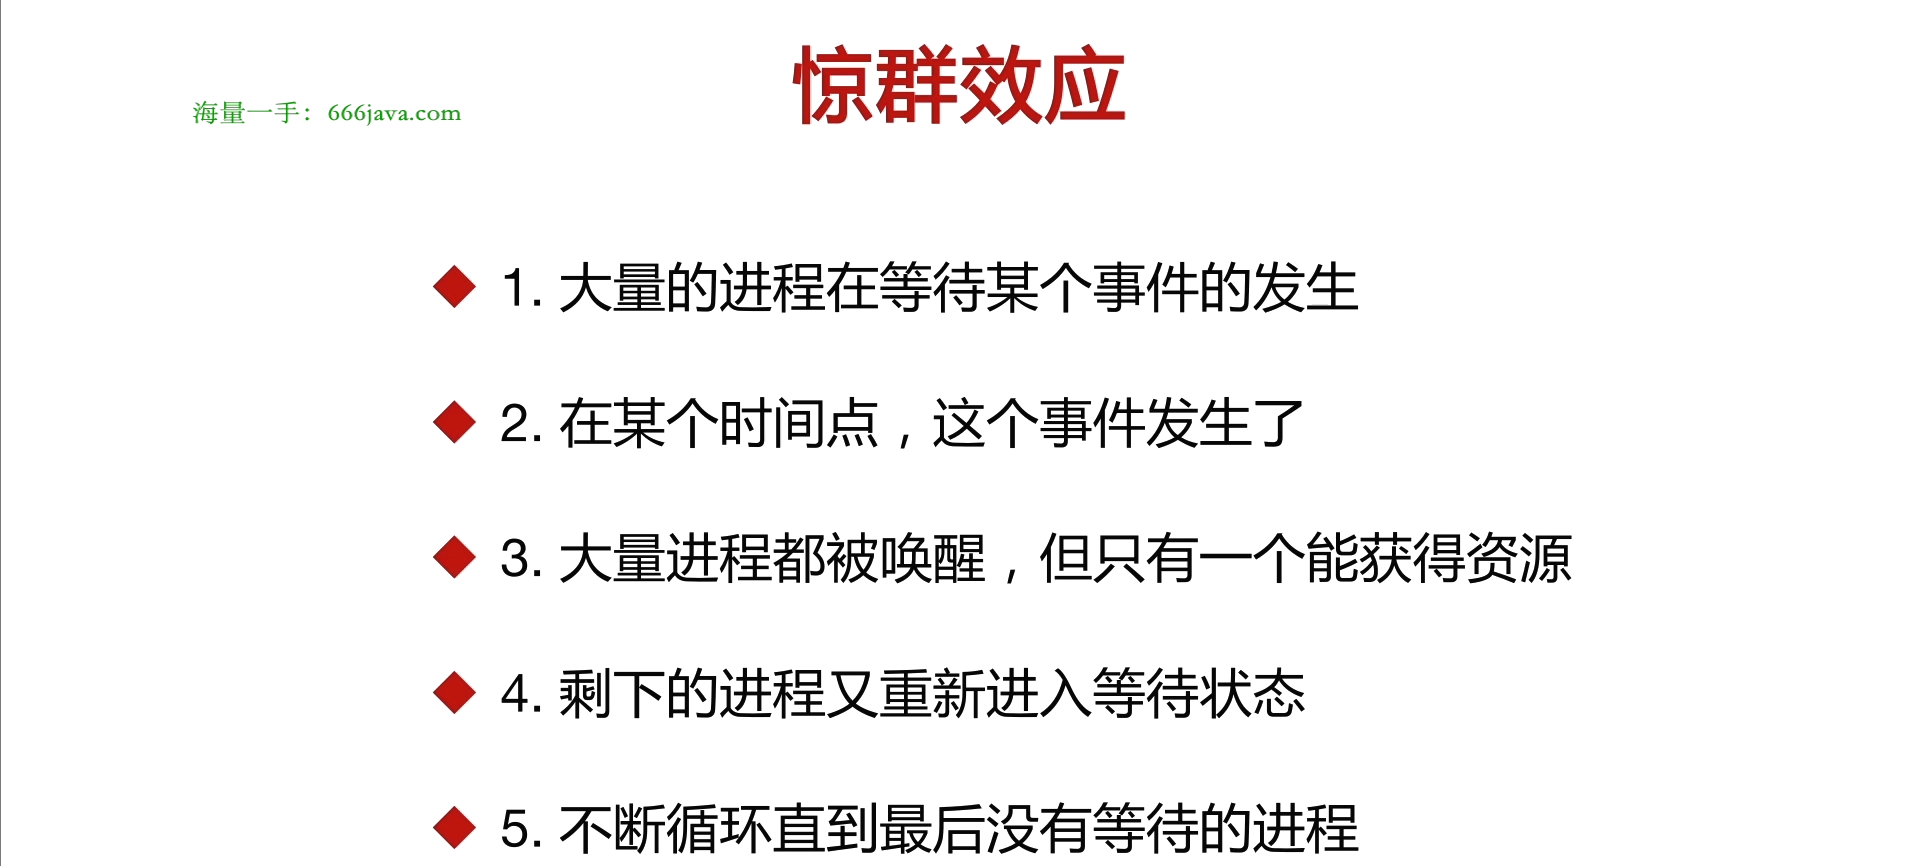 惊群效应
海量一手：666java.com
1. 大量的进程在等待某个事件的发生
2. 在某个时间点，这个事件发生了
3. 大量进程都被唤醒，但只有一个能获得资源
4. 剩下的进程又重新进入等待状态
5. 不断循环直到最后没有等待的进程